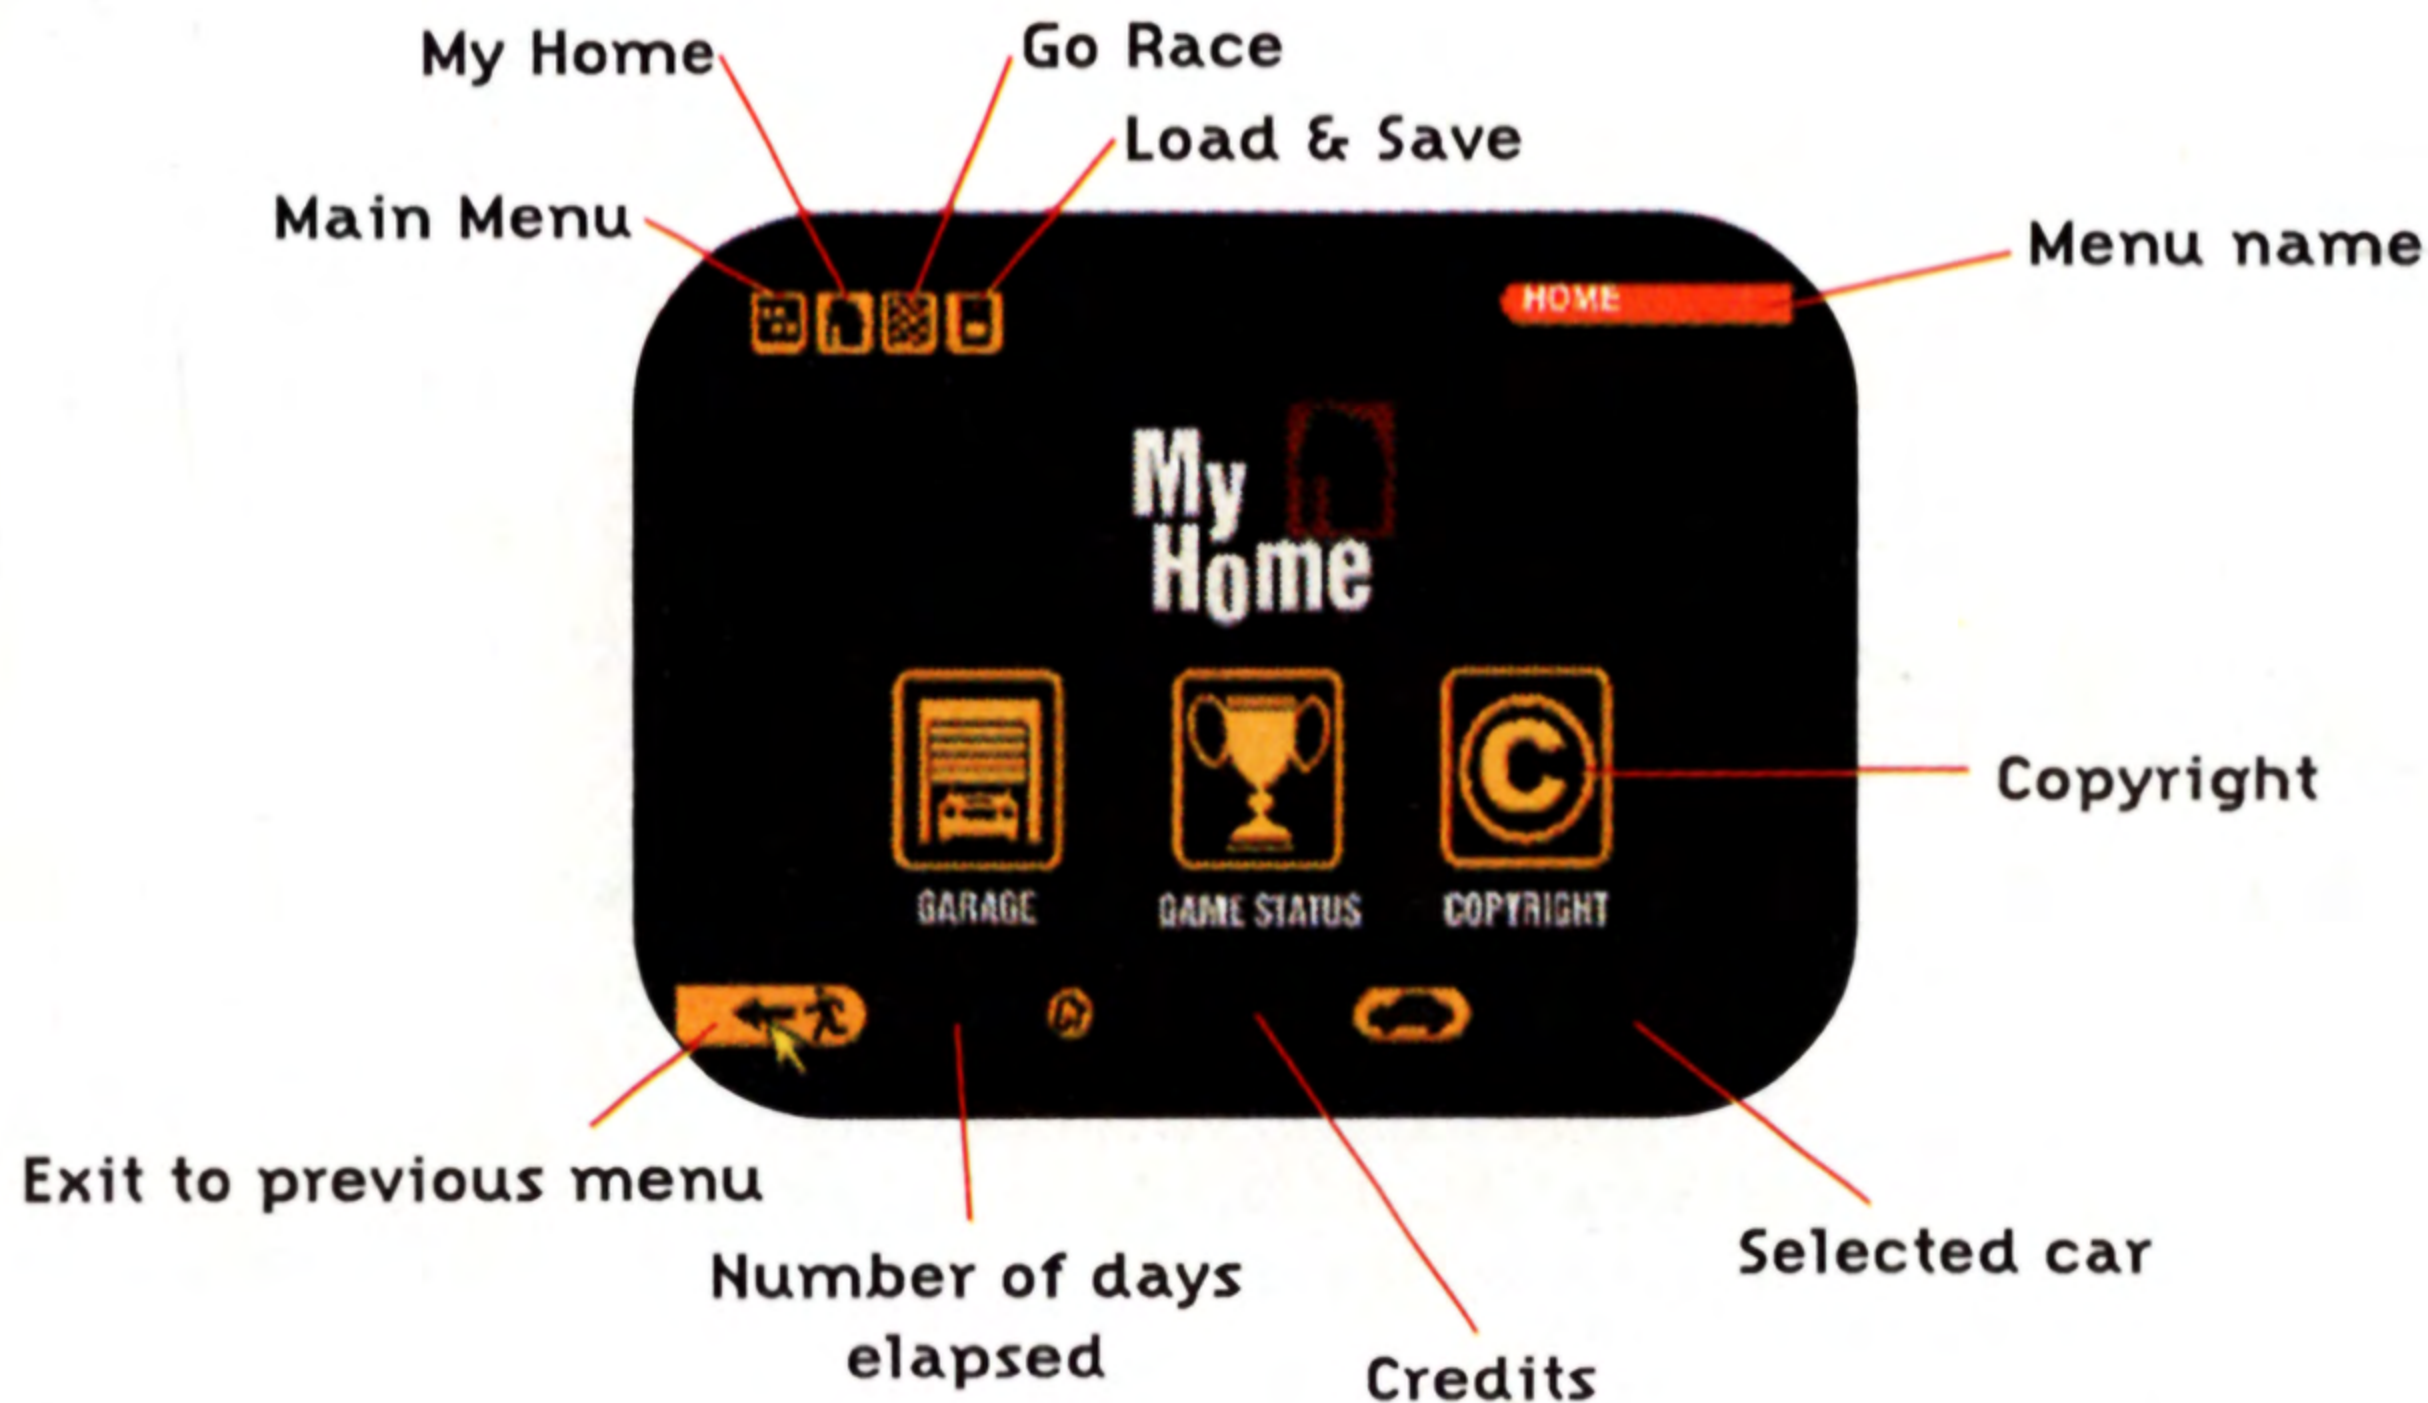 My Home
Go Race
Load & Save
Main Menu
Menu name
HOME
My
Home
Copyright
GARAGE
GAME STATUS
COPYRIGHT
Exit to previous menu
Number of days
elapsed
Credits
Selected car